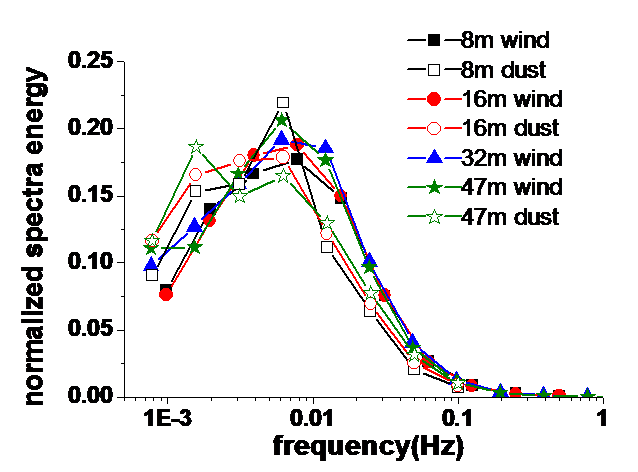 8m wind
8m dust
16m wind
16m dust
32m wind
47m wind
47m dust
normalized spectra energy
0.25
0.20
0.15
0.10
0.05
0.00
1E-3 0.01 0.1 1
frequency(Hz)